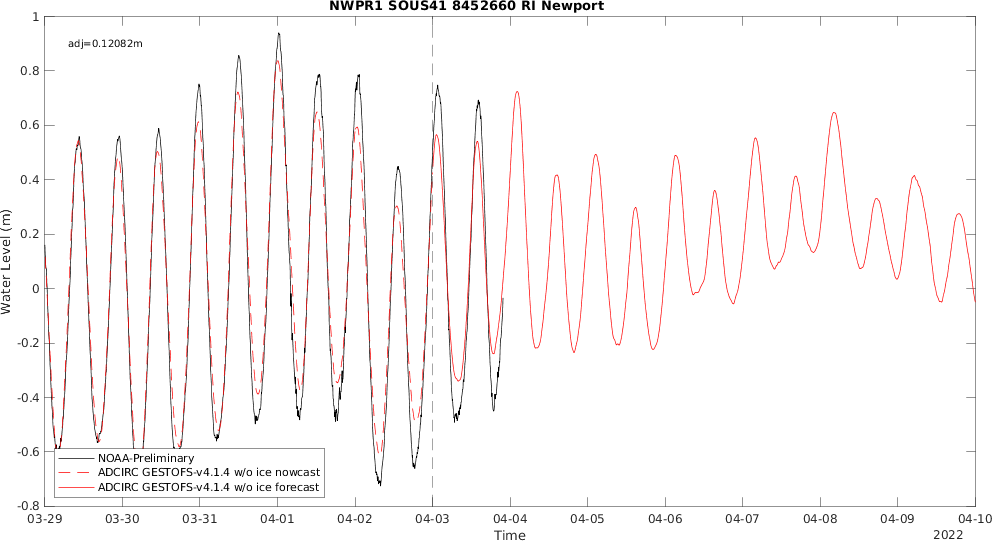 NWPR1 SOUS41 8452660 RI Newport
adj=0.12082m
Water Level (m)
1
0.8
0.6
0.4
0.2
0
-0.2
-0.4
-0.6
-0.8
NOAA-Preliminary
ADCIRC GESTOFS-v4.1.4 w/o ice nowcast
ADCIRC GESTOFS-v4.1.4 w/o ice forecast
03-29 03-30 03-31 04-01 04-02 04-03 04-04 04-05 04-06 04-07 04-08 04-09 04-10
Time
2022